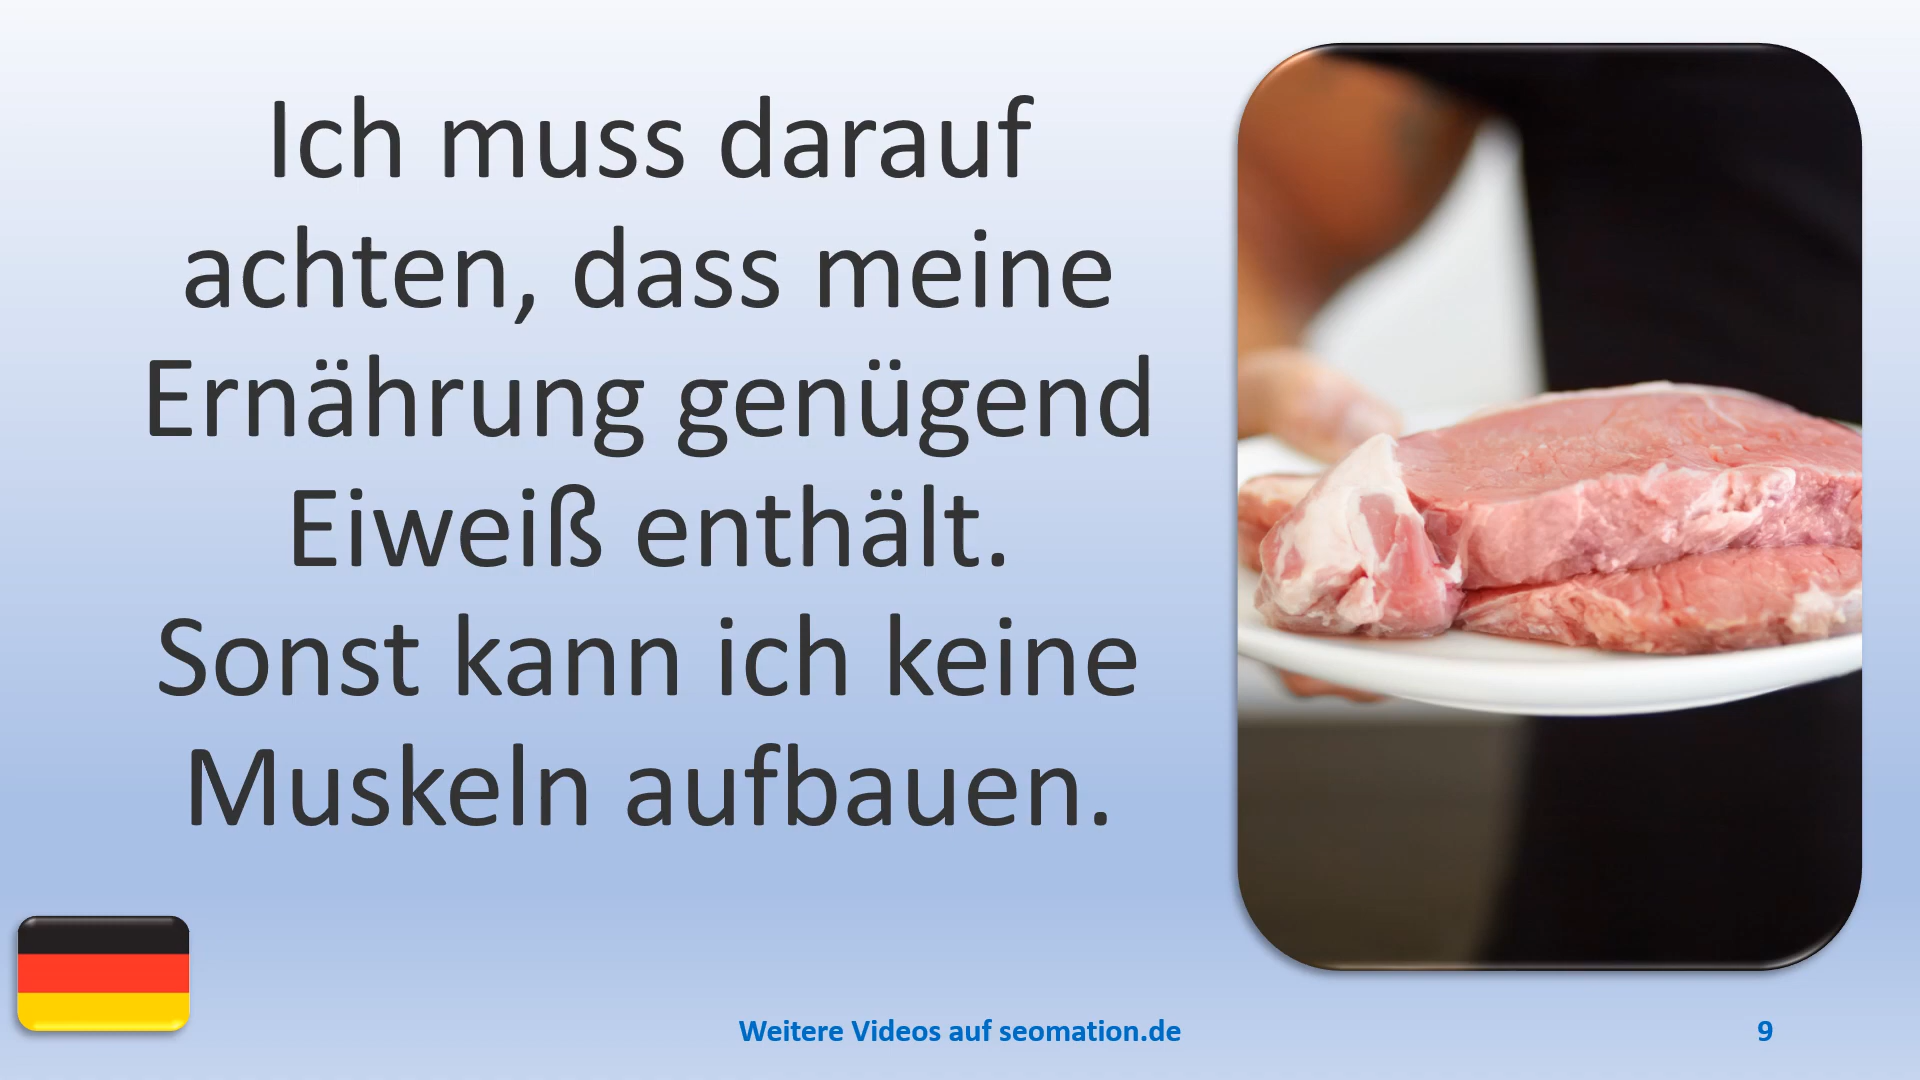 Ich muss darauf
achten, dass meine
Ernährung genügend
Eiweiß enthält.
Sonst kann ich keine
Muskeln aufbauen.
Weitere Videos auf seomation.de
9